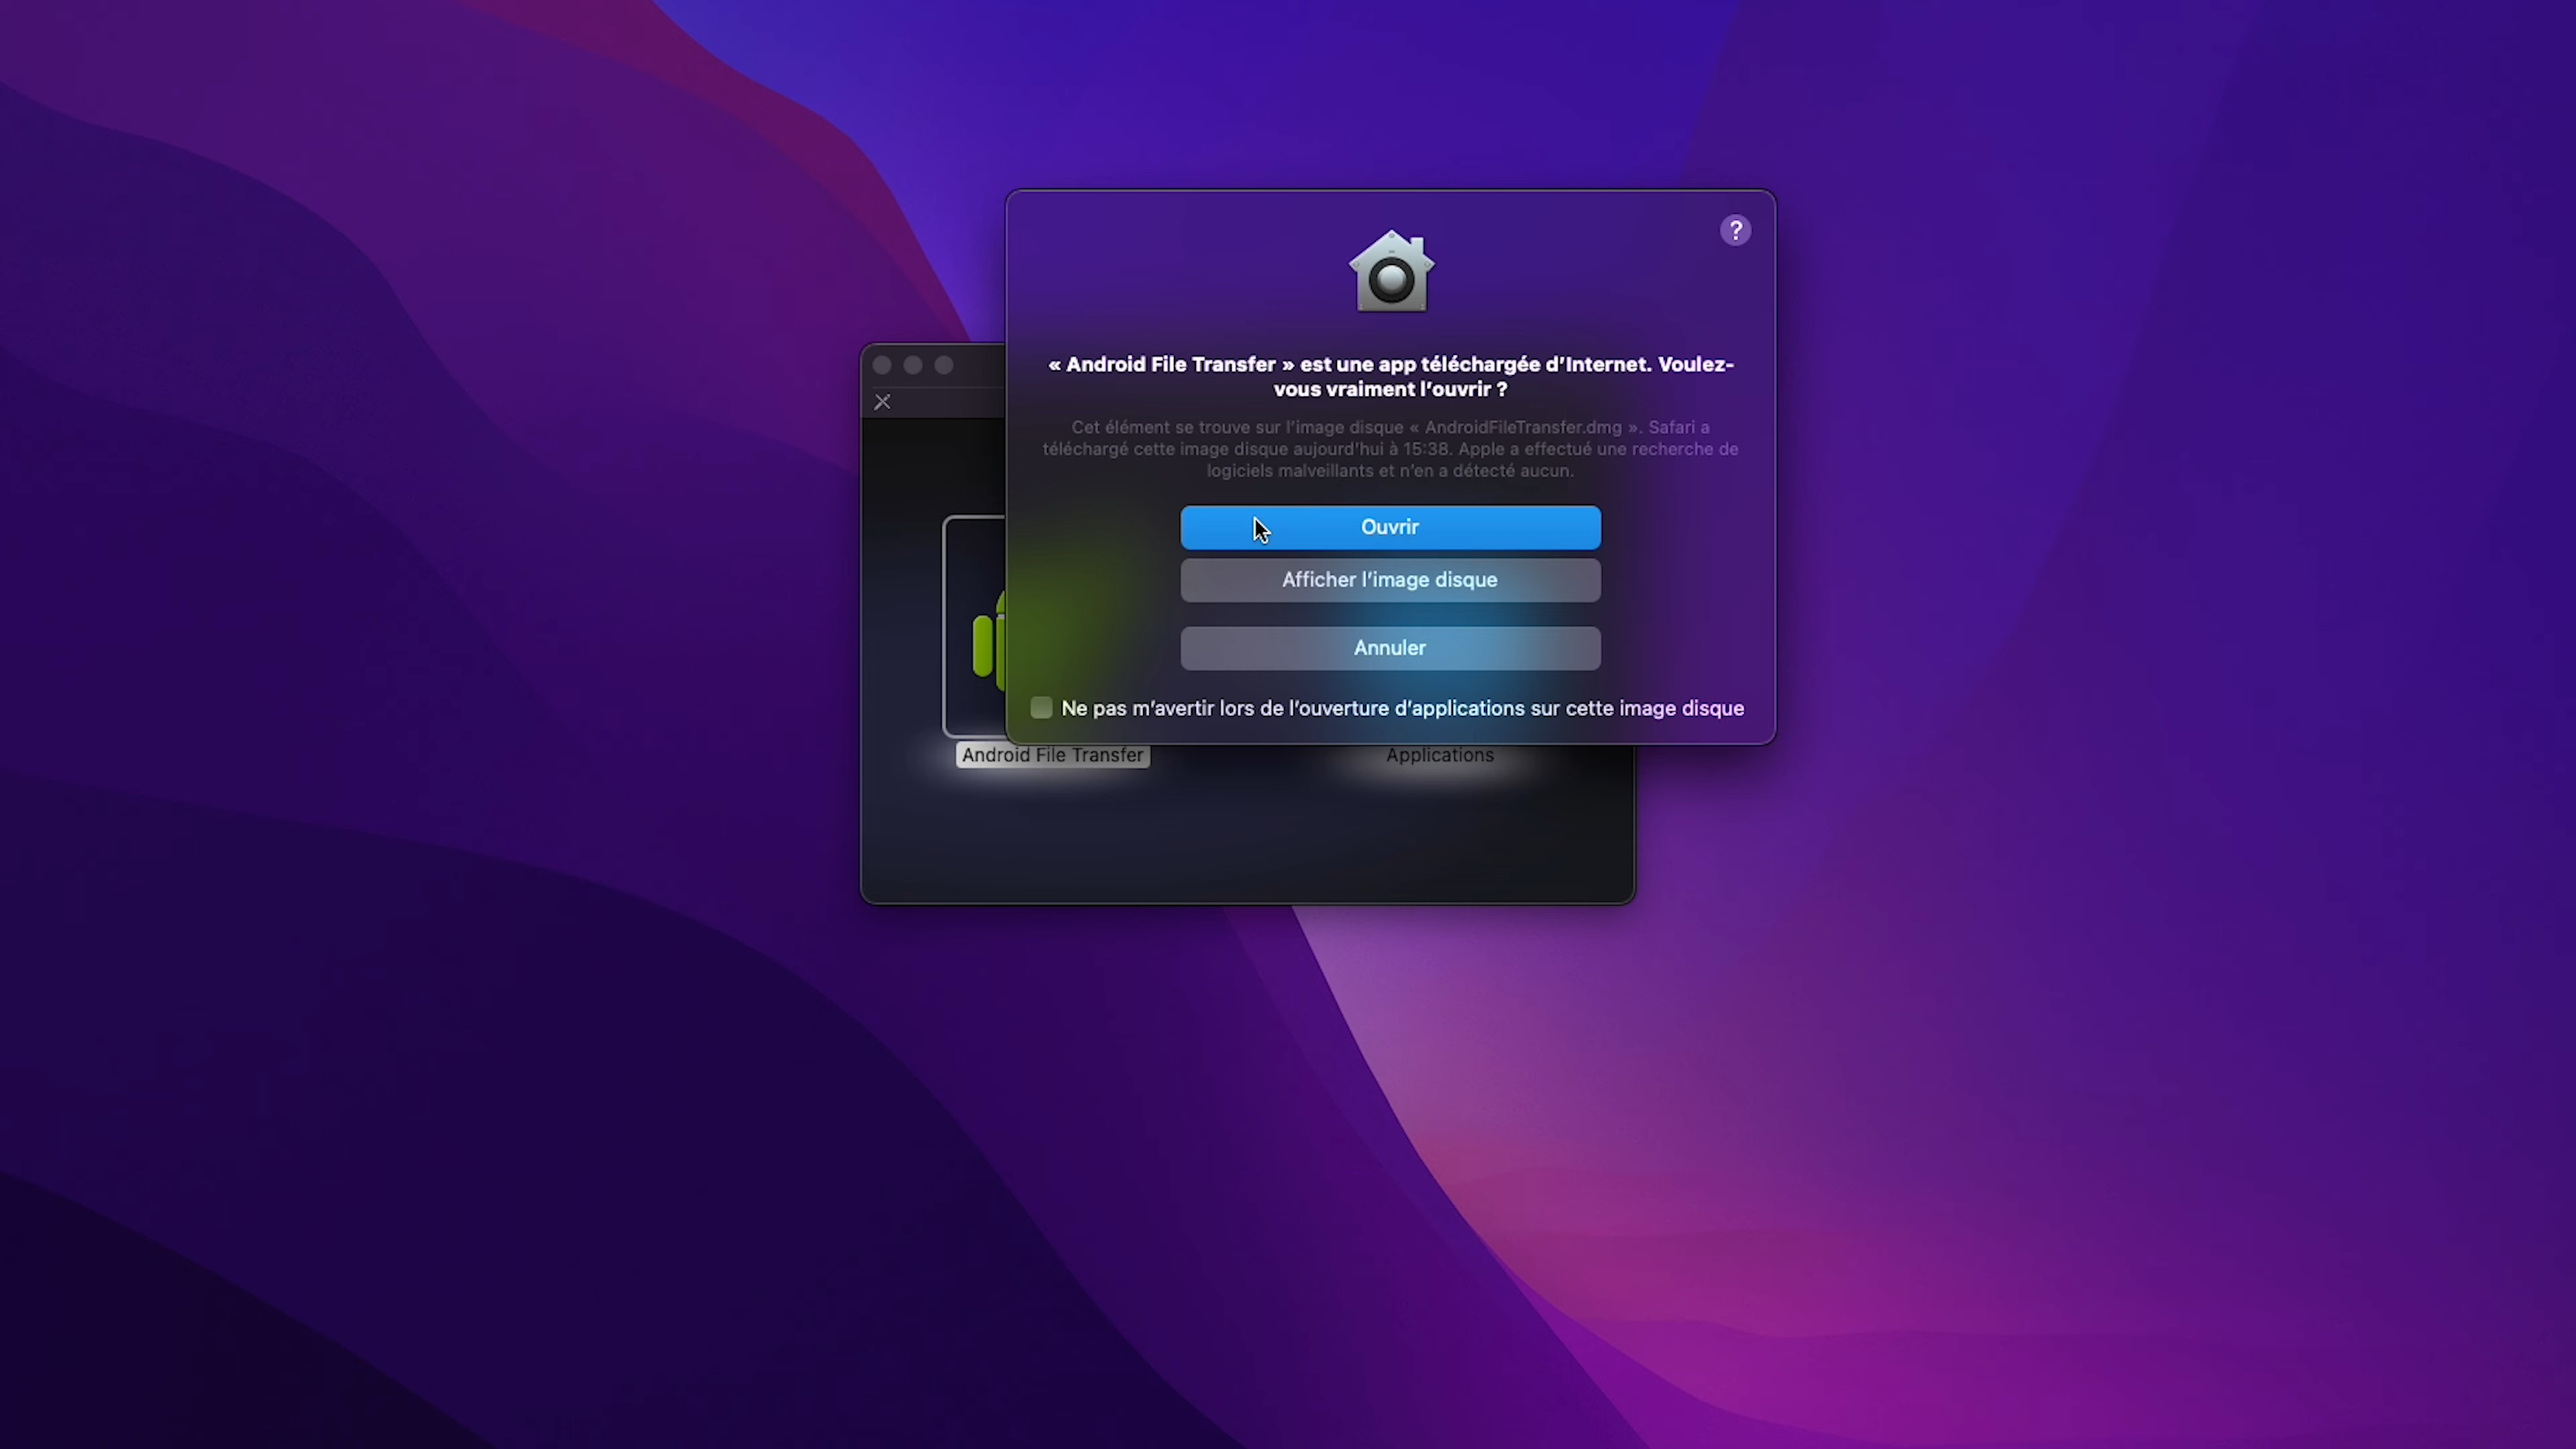 ?
« Android File Transfer » est une app téléchargée d’Internet. Voulez-
vous vraiment l’ouvrir ?
Cet élément se trouve sur l’image disque « AndroidFileTransfer.dmg ». Safari a
téléchargé cette image disque aujourd’hui à 15:38. Apple a effectué une recherche de
logiciels malveillants et n’en a détecté aucun.
Ouvrir
Afficher l’image disque
Annuler
Ne pas m’avertir lors de l’ouverture d’applications sur cette image disque
Android File Transfer
Applications